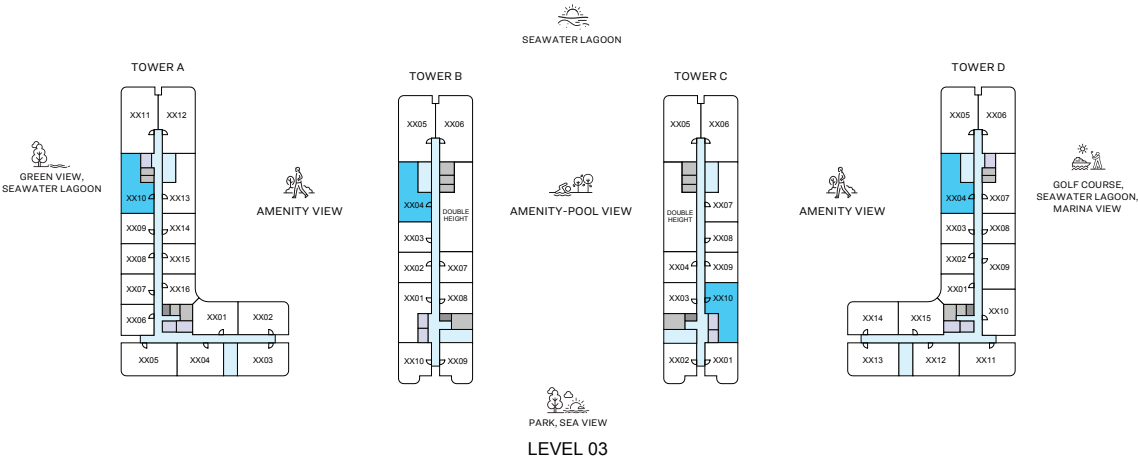 SEAWATER LAGOON
TOWER A
TOWER B
TOWER C
TOWER D
XX11
XX12
XX10
XX13
XX09
XX14
XX08
XX15
XX07
XX16
XX06
XX01
XX02
XX05
XX04
XX03
XX05
XX06
XX04
DOUBLE
HEIGHT
XX03
XX02
XX07
XX01
XX08
XX10
XX09
XX05
XX06
XX07
DOUBLE
HEIGHT
XX08
XX04
XX09
XX03
XX10
XX02
XX01
XX05
XX06
XX04
XX07
XX03
XX08
XX02
XX09
XX01
XX10
XX14
XX15
XX13
XX12
XX11
GREEN VIEW,
SEAWATER LAGOON
AMENITY VIEW
AMENITY-POOL VIEW
AMENITY VIEW
GOLF COURSE,
SEAWATER LAGOON,
MARINA VIEW
PARK, SEA VIEW
LEVEL 03